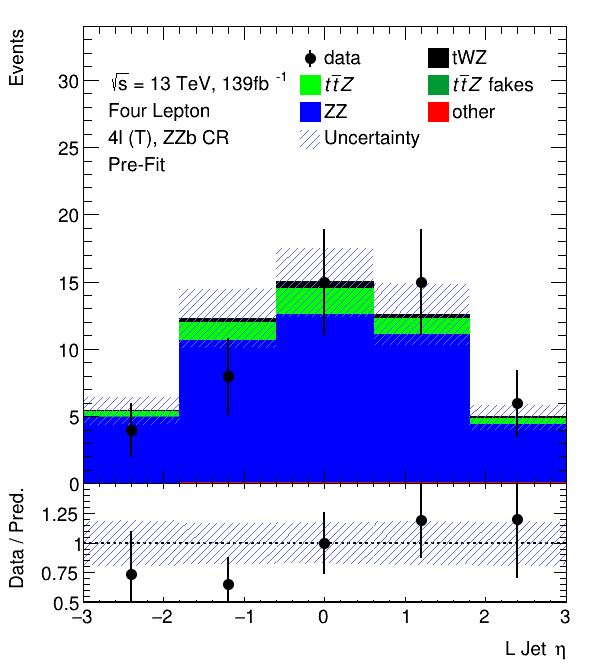 Events
30
25
20
15
10
5
0
√s = 13 TeV, 139fb⁻¹
Four Lepton
4l (T), ZZb CR
Pre-Fit
data
tt̄Z
ZZ
Uncertainty
tWZ
tt̄Z fakes
other
Data / Pred.
1.25
1
0.75
0.5
−3 −2 −1 0 1 2 3
L Jet η